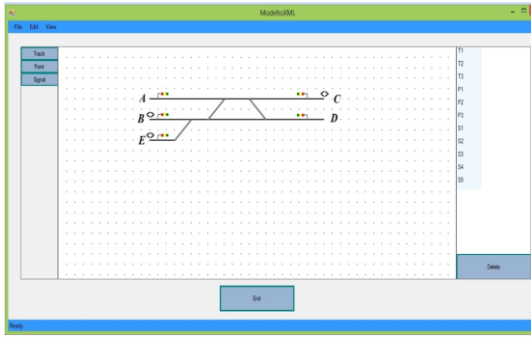 ModeltoXML
File Edit View
Track
Point
Signal
A
C
B
D
E
T1
T2
T3
P1
P2
P3
S1
S2
S3
S4
S5
Delete
End
Ready